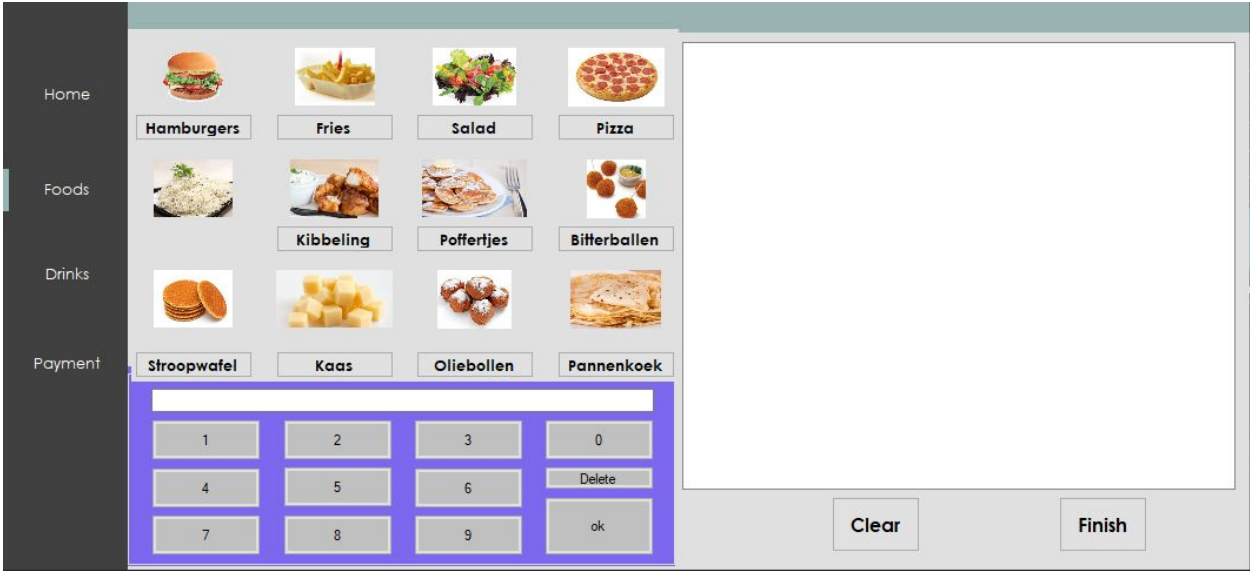 Home
Foods
Drinks
Payment
Hamburgers Fries Salad Pizza
Kibbeling Poffertjes Bitterballen
Stroopwafel Kaas Oliebollen Pannenkoek
1 2 3 0
Delete
4 5 6
ok
7 8 9
Clear Finish